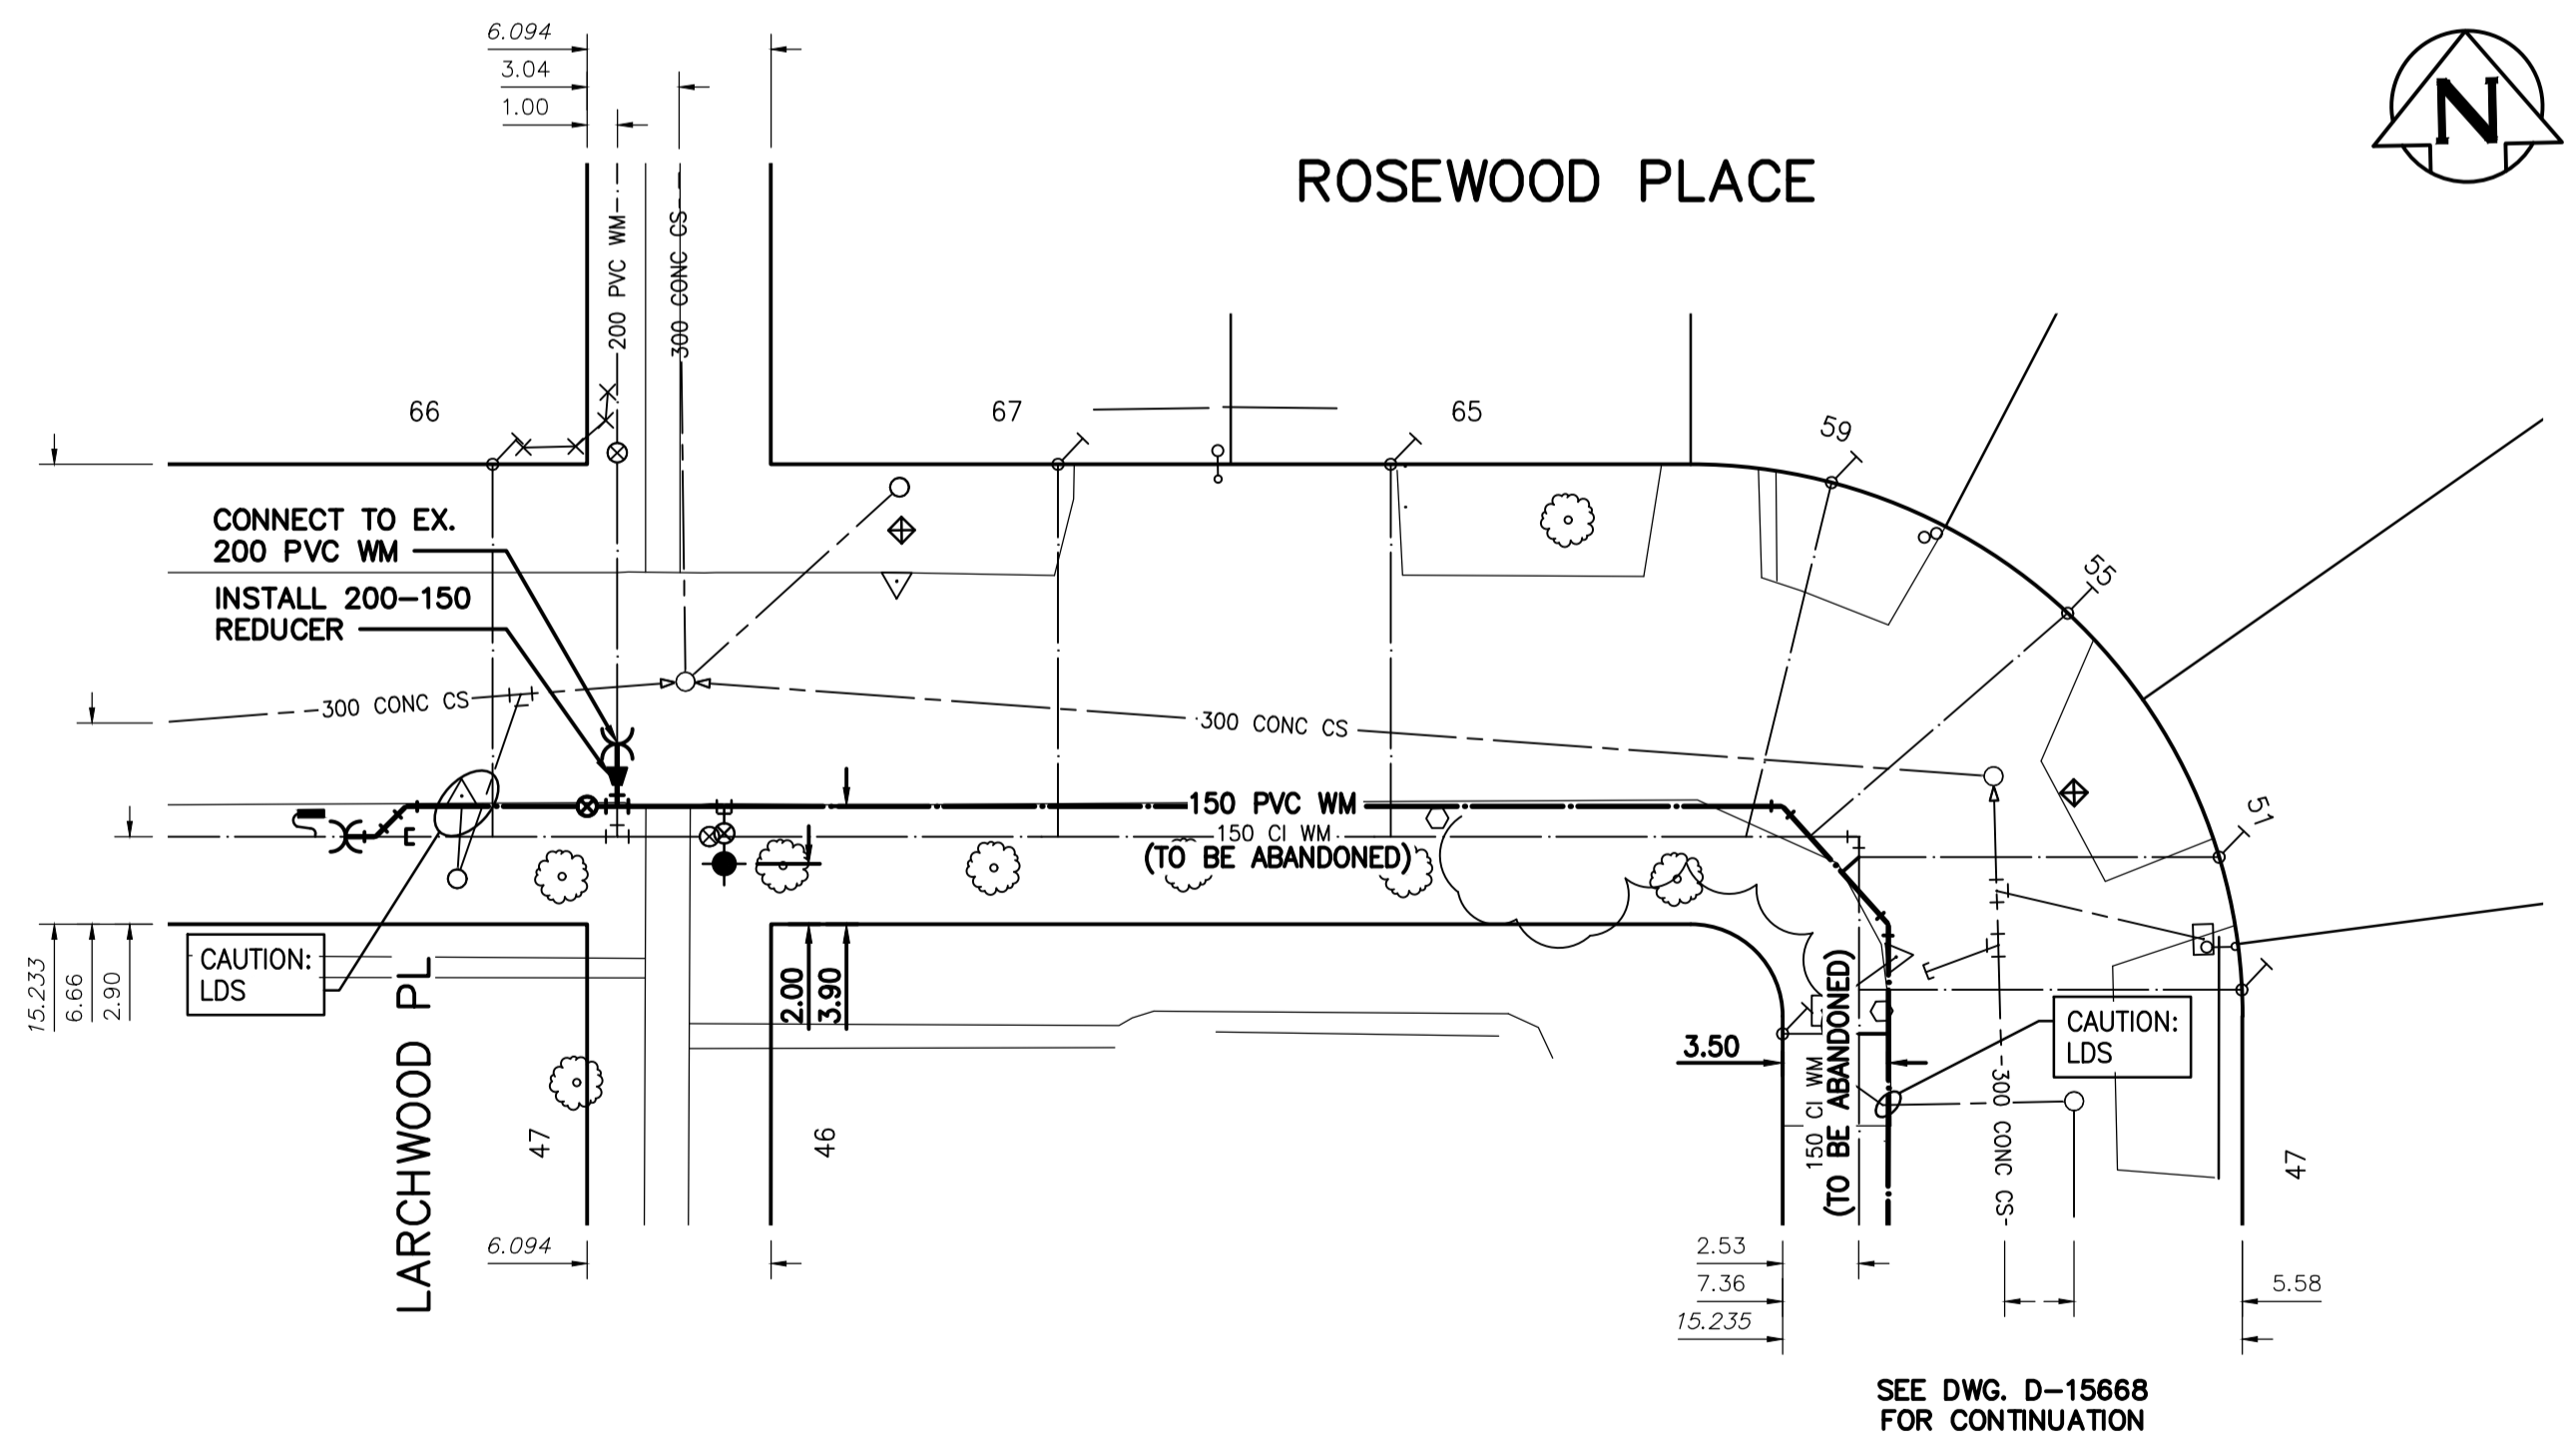 6.094
3.04
1.00
N
ROSEWOOD PLACE
200 PVC WM
300 CONC CS
66
67
65
59
55
51
CONNECT TO EX.
200 PVC WM
INSTALL 200-150
REDUCER
300 CONC CS
300 CONC CS
150 PVC WM
150 CI WM
(TO BE ABANDONED)
CAUTION:
LDS
15.233
6.66
2.90
LARCHWOOD PL
2.00
3.90
47
46
3.50
150 CI WM
(TO BE ABANDONED)
300 CONC CS
CAUTION:
LDS
47
6.094
2.53
7.36
15.235
5.58
SEE DWG. D-15668
FOR CONTINUATION